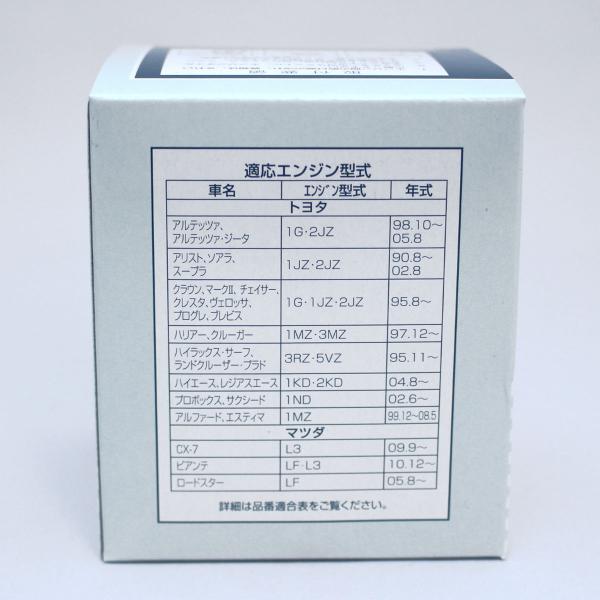 適応エンジン型式
車名 エンジン型式 年式
トヨタ
アルテッツァ、
アルテッツァ・ジータ 1G・2JZ 98.10〜
05.8
アリスト、ソアラ、
スープラ 1JZ・2JZ 90.8〜
02.8
クラウン、マークⅡ、チェイサー、
クレスタ、ヴェロッサ、
プログレ、ブレビス 1G・1JZ・2JZ 95.8〜
ハリアー、クルーガー 1MZ・3MZ 97.12〜
ハイラックス・サーフ、
ランドクルーザー・プラド 3RZ・5VZ 95.11〜
ハイエース、レジアスエース 1KD・2KD 04.8〜
プロボックス、サクシード 1ND 02.6〜
アルファード、エスティマ 1MZ 99.12〜08.5
マツダ
CX-7 L3 09.9〜
ビアンテ LF・L3 10.12〜
ロードスター LF 05.8〜
詳細は品番適合表をご覧ください。